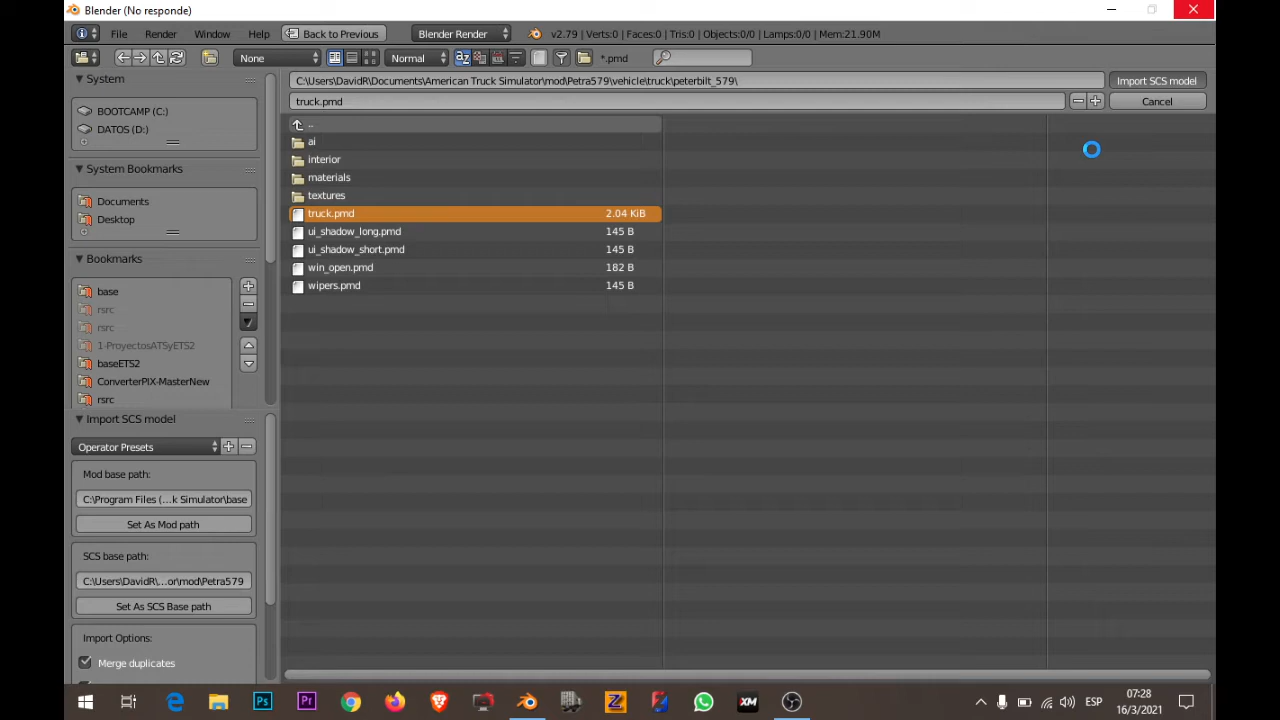 Blender (No responde)
File Render Window Help Back to Previous Blender Render v2.79 | Verts:0 | Faces:0 | Tris:0 | Objects:0/0 | Lamps:0/0 | Mem:21.90M
None Normal *.pmd
System
BOOTCAMP (C:)
DATOS (D:)
System Bookmarks
Documents
Desktop
Bookmarks
base
rsrc
rsrc
1-ProyectosATSyETS2
baseETS2
ConverterPIX-MasterNew
rsrc
Import SCS model
Operator Presets
Mod base path:
C:\Program Files (...k Simulator\base
Set As Mod path
SCS base path:
C:\Users\DavidR\...or\mod\Petra579
Set As SCS Base path
Import Options:
Merge duplicates
C:\Users\DavidR\Documents\American Truck Simulator\mod\Petra579\vehicle\truck\peterbilt_579\ Import SCS model
truck.pmd Cancel
..
ai
interior
materials
textures
truck.pmd 2.04 KiB
ui_shadow_long.pmd 145 B
ui_shadow_short.pmd 145 B
win_open.pmd 182 B
wipers.pmd 145 B
Ps Pr XM ESP 07:28
16/3/2021